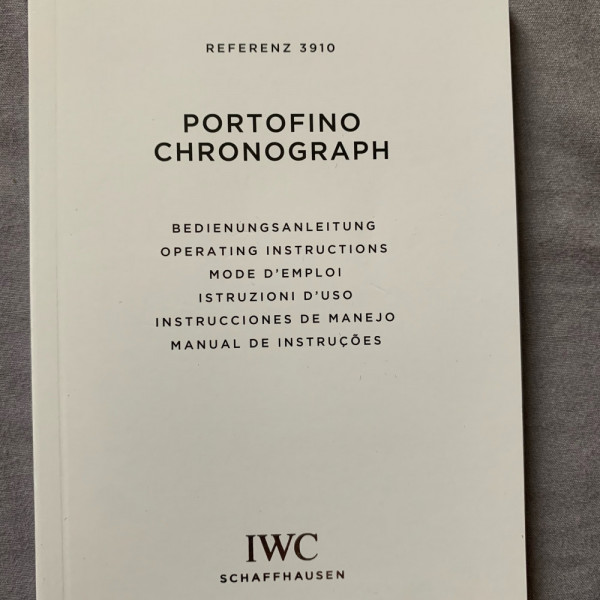 REFERENZ 3910
PORTOFINO
CHRONOGRAPH
BEDIENUNGSANLEITUNG
OPERATING INSTRUCTIONS
MODE D'EMPLOI
ISTRUZIONI D'USO
INSTRUCCIONES DE MANEJO
MANUAL DE INSTRUÇÕES
IWC
SCHAFFHAUSEN